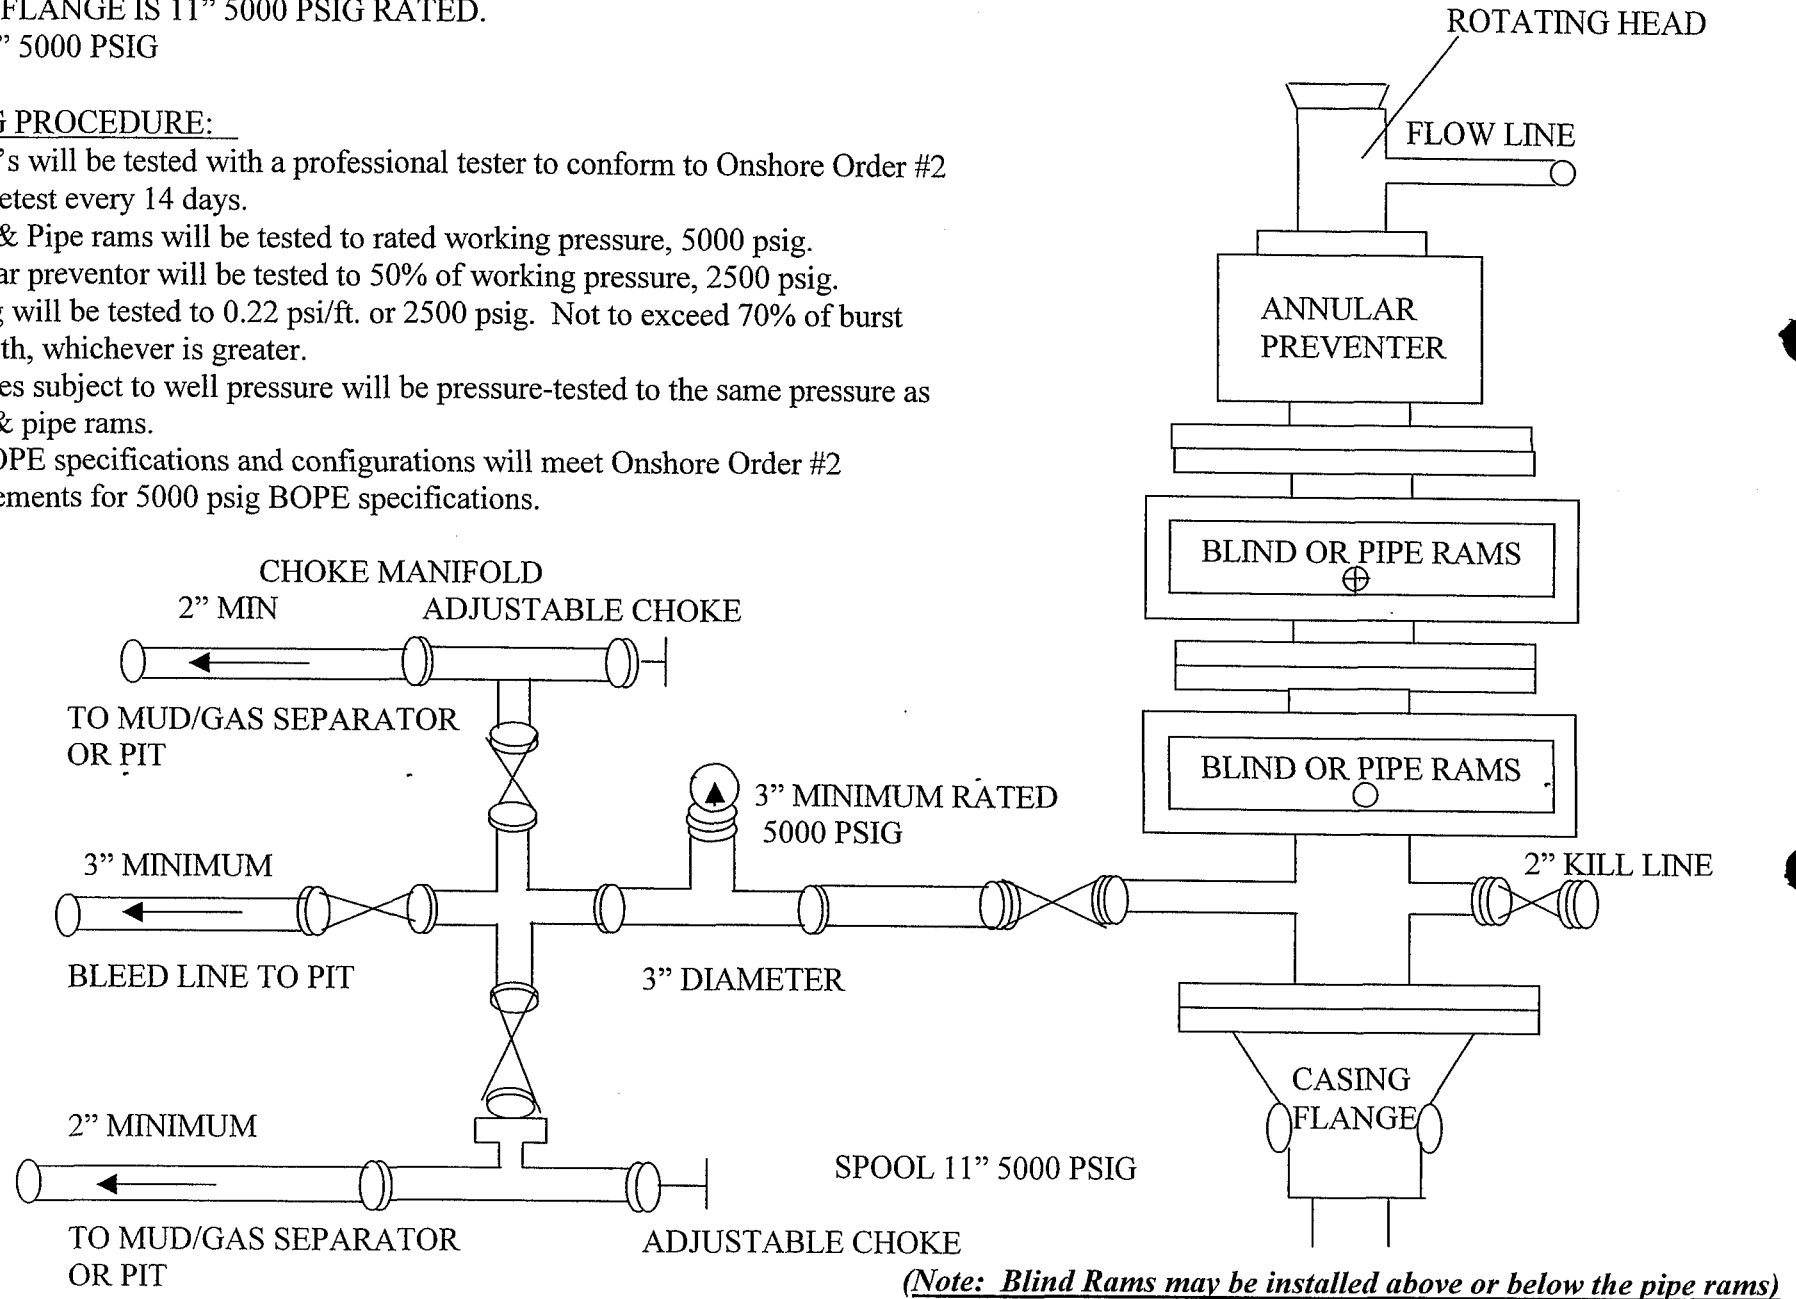 FLANGE IS 11” 5000 PSIG RATED.
” 5000 PSIG
PROCEDURE:
’s will be tested with a professional tester to conform to Onshore Order #2
etest every 14 days.
& Pipe rams will be tested to rated working pressure, 5000 psig.
ar preventor will be tested to 50% of working pressure, 2500 psig.
will be tested to 0.22 psi/ft. or 2500 psig. Not to exceed 70% of burst
th, whichever is greater.
es subject to well pressure will be pressure-tested to the same pressure as
& pipe rams.
OPE specifications and configurations will meet Onshore Order #2
ements for 5000 psig BOPE specifications.
ROTATING HEAD
FLOW LINE
ANNULAR
PREVENTER
BLIND OR PIPE RAMS
BLIND OR PIPE RAMS
2” KILL LINE
CASING
FLANGE
CHOKE MANIFOLD
2” MIN
ADJUSTABLE CHOKE
TO MUD/GAS SEPARATOR
OR PIT
3” MINIMUM RATED
5000 PSIG
3” MINIMUM
BLEED LINE TO PIT
3” DIAMETER
2” MINIMUM
SPOOL 11” 5000 PSIG
TO MUD/GAS SEPARATOR
OR PIT
ADJUSTABLE CHOKE
(Note: Blind Rams may be installed above or below the pipe rams)